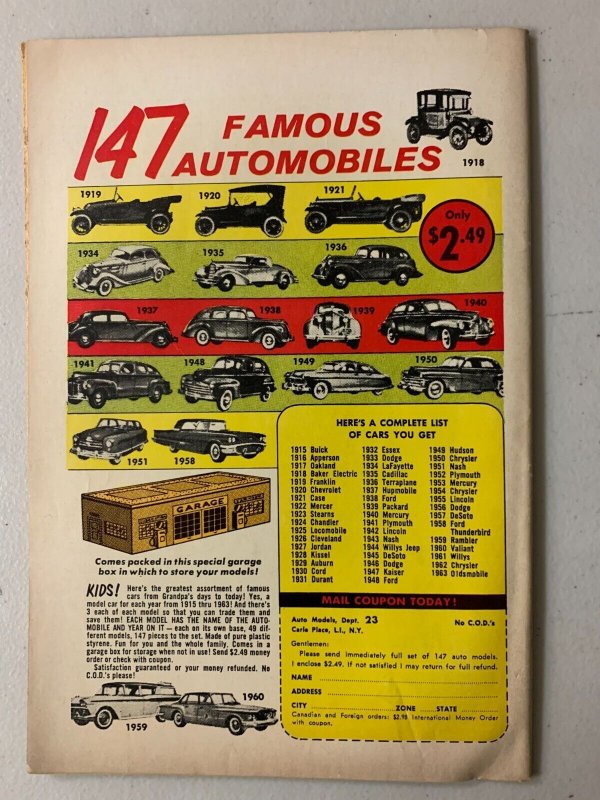 147 FAMOUS
AUTOMOBILES
1918
1919
1920
1921
Only
$2.49
1934
1935
1936
1937
1938
1939
1940
1941
1948
1949
1950
1951
1958
HERE'S A COMPLETE LIST
OF CARS YOU GET
1915 Buick
1916 Apperson
1917 Oakland
1918 Baker Electric
1919 Franklin
1920 Chevrolet
1921 Case
1922 Mercer
1923 Stearns
1924 Chandler
1925 Locomobile
1926 Cleveland
1927 Jordan
1928 Kissel
1929 Auburn
1930 Cord
1931 Durant
1932 Essex
1933 Dodge
1934 LaFayette
1935 Cadillac
1936 Terraplane
1937 Hupmobile
1938 Ford
1939 Packard
1940 Mercury
1941 Plymouth
1942 Lincoln
1943 Nash
1944 Willys Jeep
1945 DeSoto
1946 Dodge
1947 Kaiser
1948 Ford
1949 Hudson
1950 Chrysler
1951 Nash
1952 Plymouth
1953 Mercury
1954 Chrysler
1955 Lincoln
1956 Dodge
1957 DeSoto
1958 Ford
Thunderbird
1959 Rambler
1960 Valiant
1961 Willys
1962 Chrysler
1963 Oldsmobile
GARAGE
Comes packed in this special garage
box in which to store your models!
KIDS! Here's the greatest assortment of famous
cars from Grandpa's days to today! Yes, a
model car for each year from 1915 thru 1963! And there's
3 each of each model so that you can trade them and
save them! EACH MODEL HAS THE NAME OF THE AUTO-
MOBILE AND YEAR ON IT — each on its own base, 49 dif-
ferent models, 147 pieces to the set. Made of pure plastic
styrene. Fun for you and the whole family. Comes in a
garage box for storage when not in use! Send $2.49 money
order or check with coupon.
Satisfaction guaranteed or your money refunded. No
C.O.D.'s please!
1959
1960
MAIL COUPON TODAY!
Auto Models, Dept. 23 No C.O.D.'s
Carle Place, L.I., N.Y.
Gentlemen:
Please send immediately full set of 147 auto models.
I enclose $2.49. If not satisfied I may return for full refund.
NAME
ADDRESS
CITY ZONE STATE
Canadian and Foreign orders: $2.98 International Money Order
with coupon.